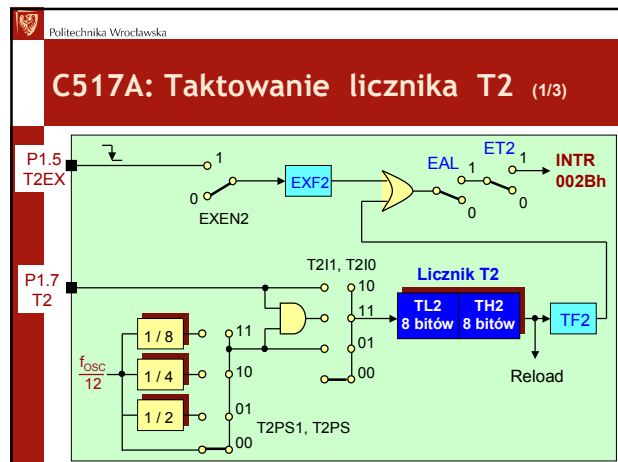 Politechnika Wrocławska
C517A: Taktowanie licznika T2 (1/3)
P1.5
T2EX
1
0
EXEN2
EXF2
EAL
1
0
ET2
1
0
INTR
002Bh
P1.7
T2
T2I1, T2I0
10
11
01
00
Licznik T2
TL2
8 bitów
TH2
8 bitów
TF2
Reload
fOSC
12
1 / 8
1 / 4
1 / 2
11
10
01
00
T2PS1, T2PS